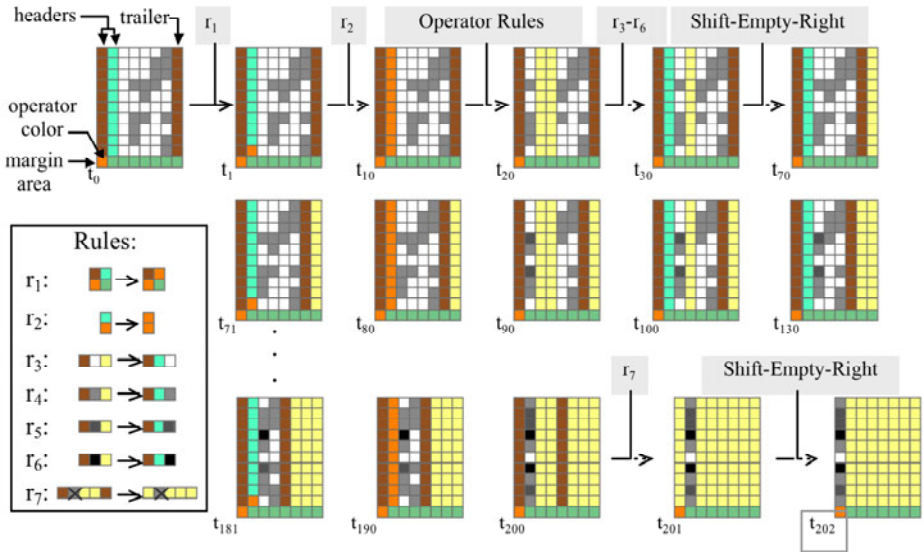 headers
trailer
r1
r2
Operator Rules
r3-r6
Shift-Empty-Right
operator
color
margin
area
t0
t1
t10
t20
t30
t70
Rules:
r1:
r2:
r3:
r4:
r5:
r6:
r7:
t71
t80
t90
t100
t130
r7
Shift-Empty-Right
t181
t190
t200
t201
t202